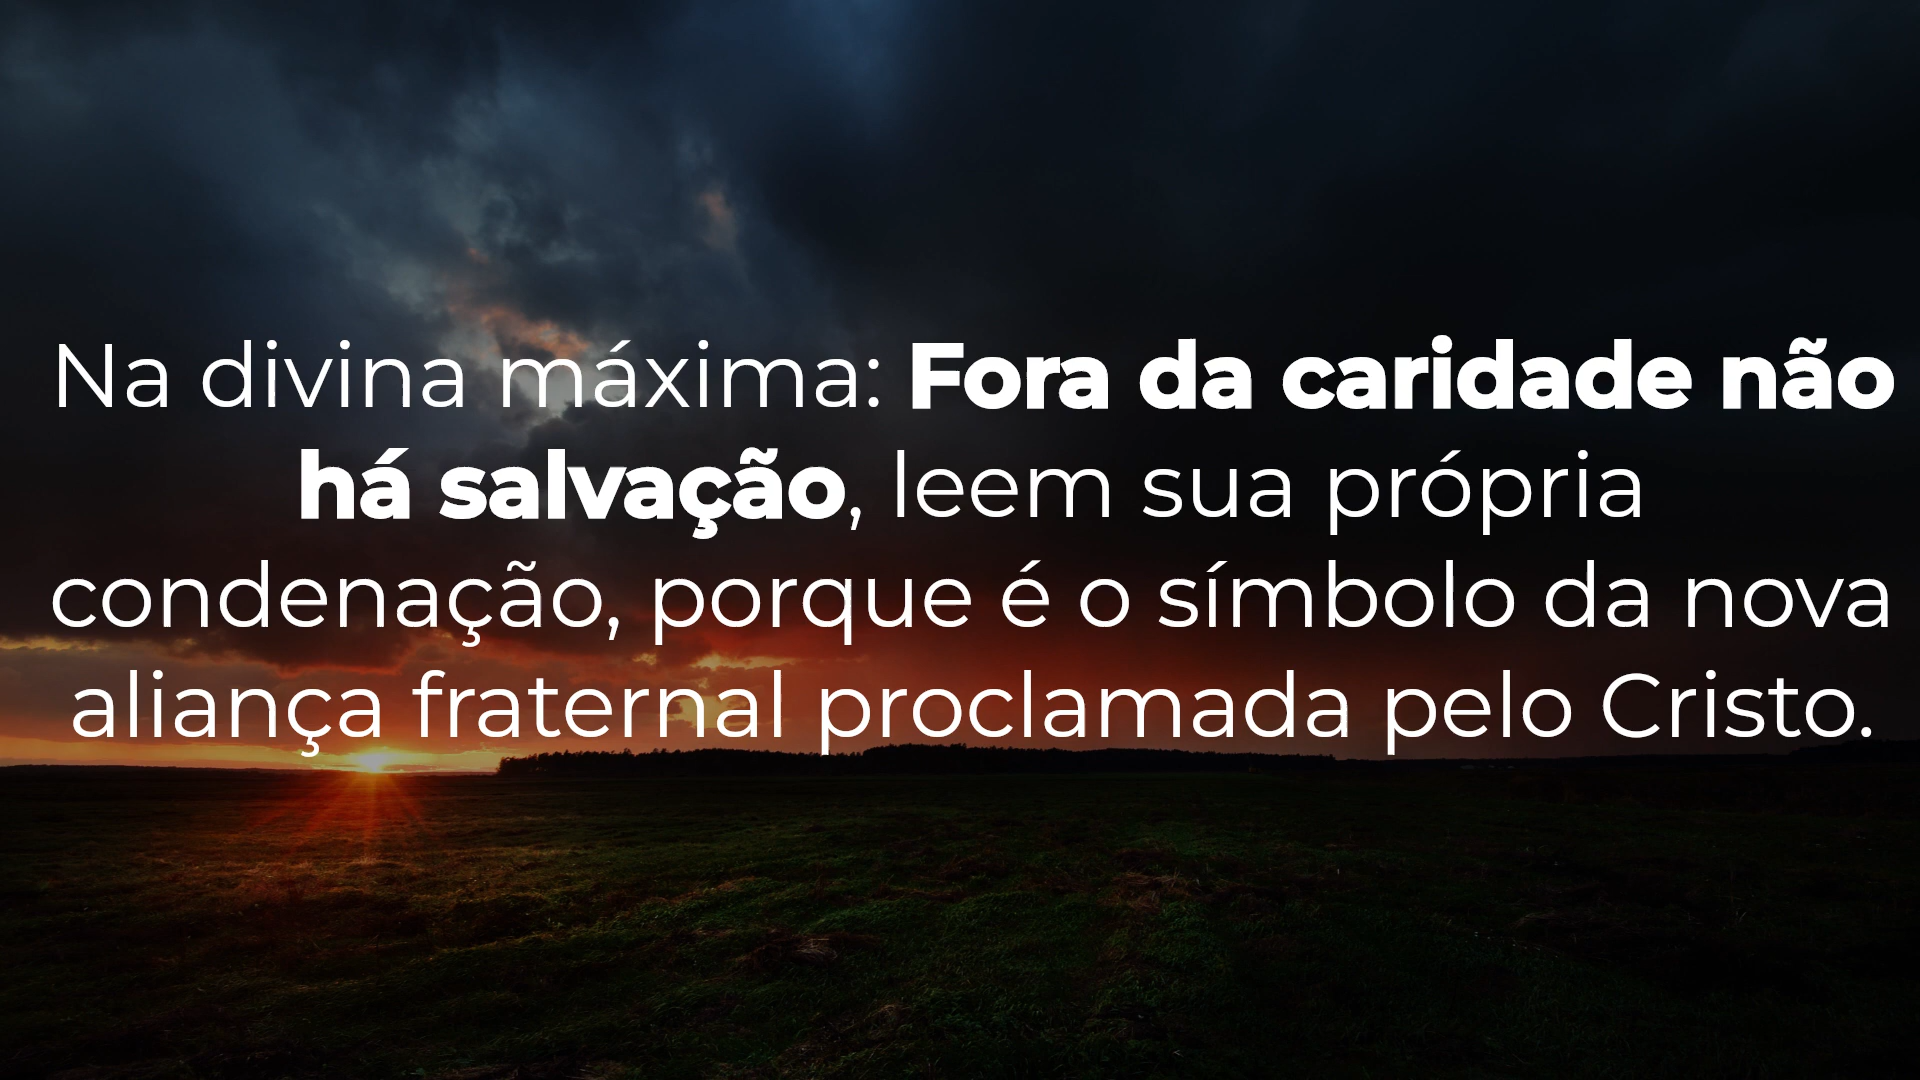 Na divina máxima: Fora da caridade não
há salvação, leem sua própria
condenação, porque é o símbolo da nova
aliança fraternal proclamada pelo Cristo.